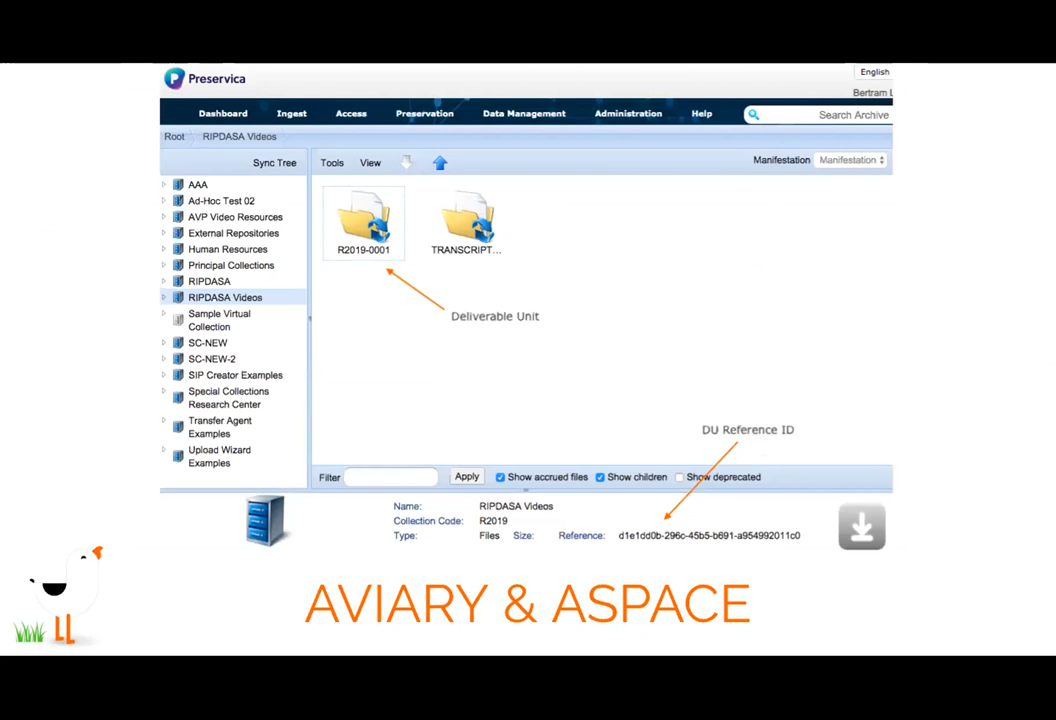 Preservica
English
Bertram L
Dashboard Ingest Access Preservation Data Management Administration Help Search Archive
Root RIPDASA Videos
Sync Tree Tools View Manifestation Manifestation
AAA
Ad-Hoc Test 02
AVP Video Resources
External Repositories
Human Resources
Principal Collections
RIPDASA
RIPDASA Videos
Sample Virtual
Collection
SC-NEW
SC-NEW-2
SIP Creator Examples
Special Collections
Research Center
Transfer Agent
Examples
Upload Wizard
Examples
R2019-0001 TRANSCRIPT...
Deliverable Unit
DU Reference ID
Filter Apply Show accrued files Show children Show deprecated
Name: RIPDASA Videos
Collection Code: R2019
Type: Files Size: Reference: d1e1dd0b-296c-45b5-b691-a954992011c0
AVIARY & ASPACE